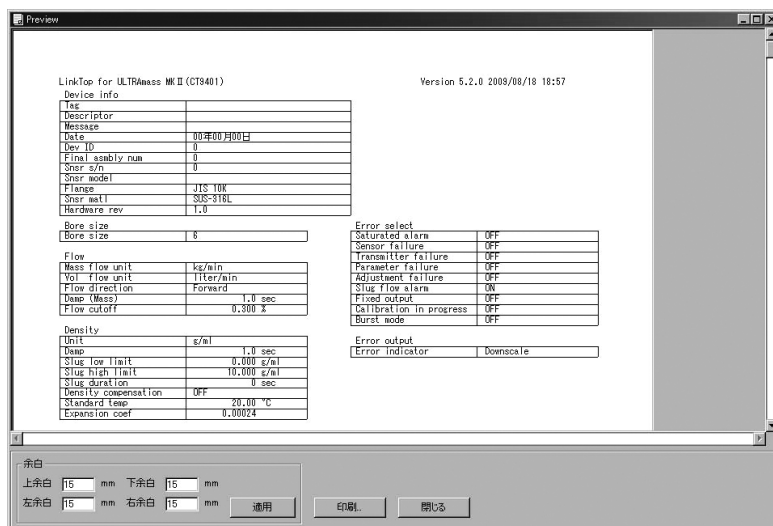 Preview
LinkTop for ULTRAmass MKⅡ(CT9401) Version 5.2.0 2009/08/18 18:57
Device info
Tag
Descriptor
Message
Date 00年00月00日
Dev ID 0
Final asmbly num 0
Snsr s/n 0
Snsr model
Flange JIS 10K
Snsr matl SUS-316L
Hardware rev 1.0
Bore size
Bore size 6
Flow
Mass flow unit kg/min
Vol flow unit liter/min
Flow direction Forward
Damp (Mass) 1.0 sec
Flow cutoff 0.300 %
Density
Unit g/ml
Damp 1.0 sec
Slug low limit 0.000 g/ml
Slug high limit 10.000 g/ml
Slug duration 0 sec
Density compensation OFF
Standard temp 20.00 ℃
Expansion coef 0.00024
Error select
Saturated alarm OFF
Sensor failure OFF
Transmitter failure OFF
Parameter failure OFF
Adjustment failure OFF
Slug flow alarm ON
Fixed output OFF
Calibration in progress OFF
Burst mode OFF
Error output
Error indicator Downscale
余白
上余白 15 mm 下余白 15 mm
左余白 15 mm 右余白 15 mm 適用 印刷.. 閉じる